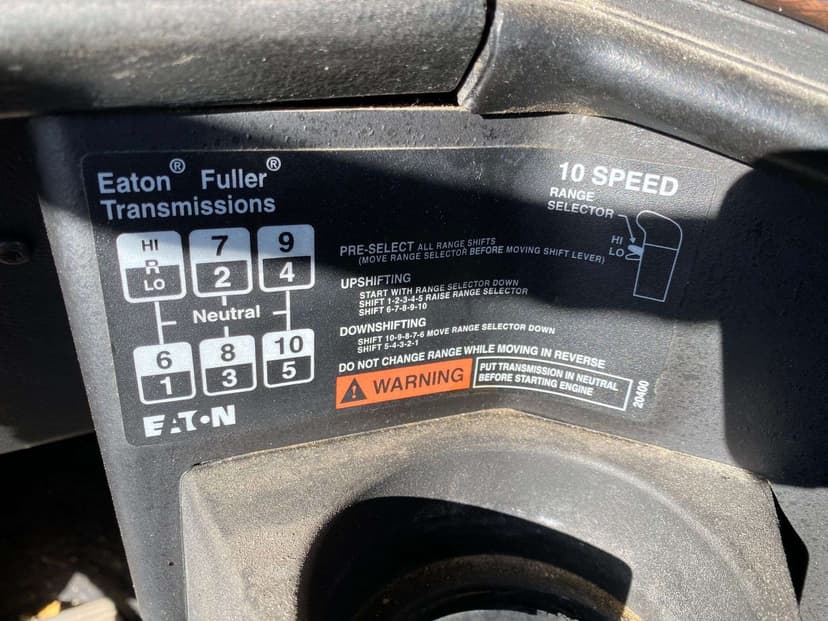 Eaton® Fuller®
Transmissions
HI
R
LO
7
2
9
4
Neutral
6
1
8
3
10
5
EATON
PRE-SELECT ALL RANGE SHIFTS
(MOVE RANGE SELECTOR BEFORE MOVING SHIFT LEVER)
UPSHIFTING
START WITH RANGE SELECTOR DOWN
SHIFT 1-2-3-4-5 RAISE RANGE SELECTOR
SHIFT 6-7-8-9-10
DOWNSHIFTING
SHIFT 10-9-8-7-6 MOVE RANGE SELECTOR DOWN
SHIFT 5-4-3-2-1
DO NOT CHANGE RANGE WHILE MOVING IN REVERSE
WARNING
PUT TRANSMISSION IN NEUTRAL
BEFORE STARTING ENGINE
20400
10 SPEED
RANGE
SELECTOR
HI
LO